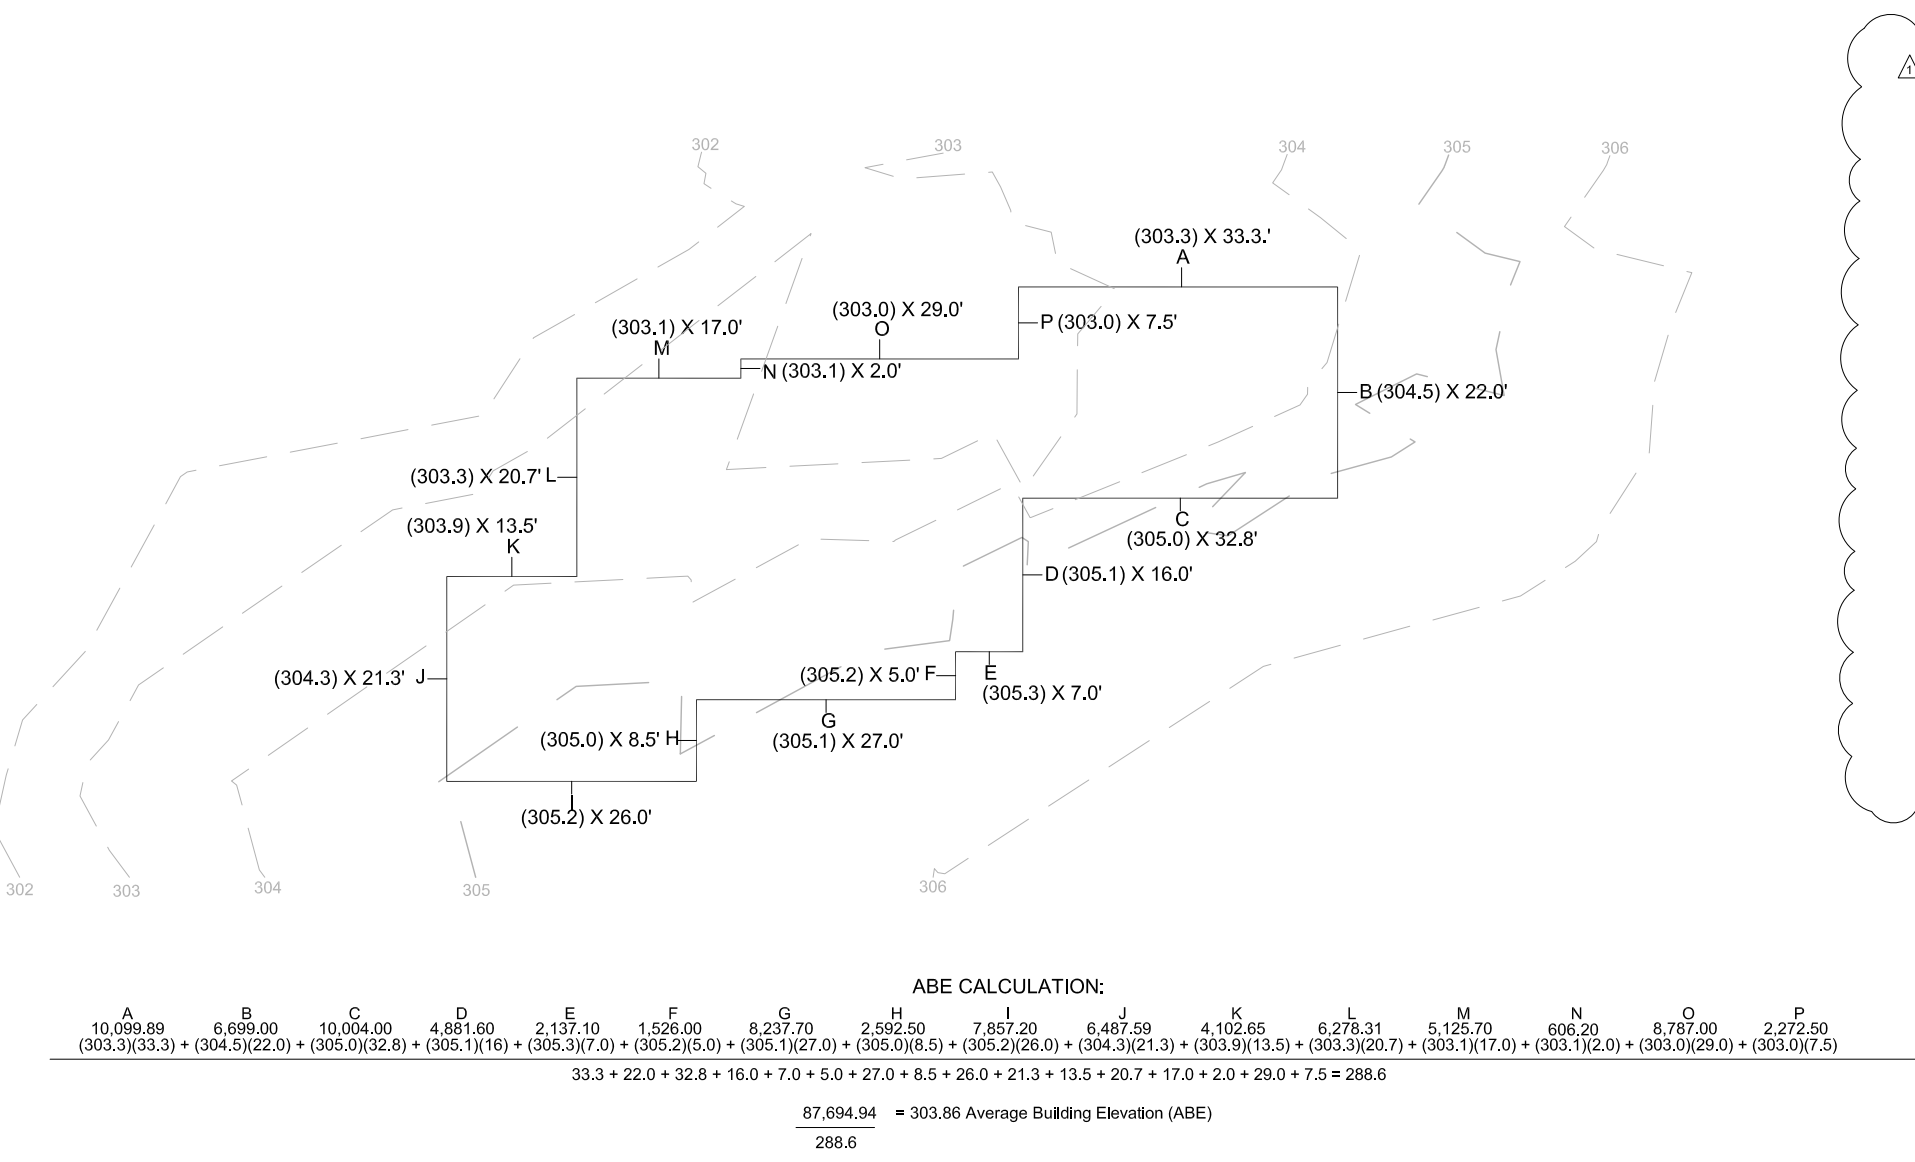 1
302 303 304 305 306
(303.3) X 33.3.'
A
(303.0) X 29.0'
O
P (303.0) X 7.5'
(303.1) X 17.0'
M
N (303.1) X 2.0'
B (304.5) X 22.0'
(303.3) X 20.7' L
(303.9) X 13.5'
K
C
(305.0) X 32.8'
D (305.1) X 16.0'
(304.3) X 21.3' J
(305.2) X 5.0' F
E
(305.3) X 7.0'
G
(305.1) X 27.0'
(305.0) X 8.5' H
I
(305.2) X 26.0'
302 303 304 305 306
ABE CALCULATION:
A B C D E F G H I J K L M N O P
10,099.89 6,699.00 10,004.00 4,881.60 2,137.10 1,526.00 8,237.70 2,592.50 7,857.20 6,487.59 4,102.65 6,278.31 5,125.70 606.20 8,787.00 2,272.50
(303.3)(33.3) + (304.5)(22.0) + (305.0)(32.8) + (305.1)(16) + (305.3)(7.0) + (305.2)(5.0) + (305.1)(27.0) + (305.0)(8.5) + (305.2)(26.0) + (304.3)(21.3) + (303.9)(13.5) + (303.3)(20.7) + (303.1)(17.0) + (303.1)(2.0) + (303.0)(29.0) + (303.0)(7.5)
33.3 + 22.0 + 32.8 + 16.0 + 7.0 + 5.0 + 27.0 + 8.5 + 26.0 + 21.3 + 13.5 + 20.7 + 17.0 + 2.0 + 29.0 + 7.5 = 288.6
87,694.94 = 303.86 Average Building Elevation (ABE)
288.6